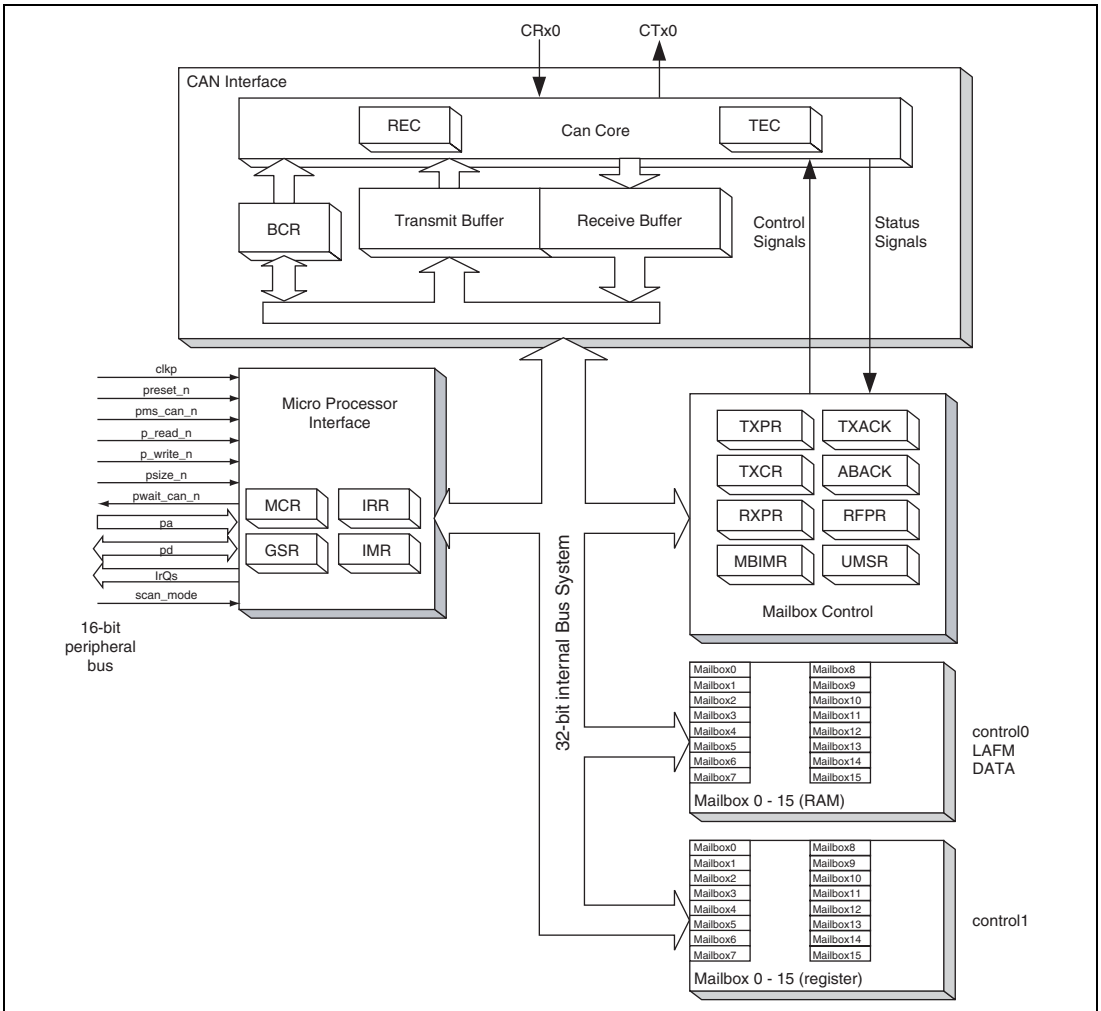 CRx0
CTx0
CAN Interface
REC
Can Core
TEC
BCR
Transmit Buffer
Receive Buffer
Control
Signals
Status
Signals
clkp
preset_n
pms_can_n
p_read_n
p_write_n
psize_n
pwait_can_n
pa
pd
IrQs
scan_mode
16-bit
peripheral
bus
Micro Processor
Interface
MCR
IRR
GSR
IMR
32-bit internal Bus System
TXPR
TXACK
TXCR
ABACK
RXPR
RFPR
MBIMR
UMSR
Mailbox Control
Mailbox0
Mailbox1
Mailbox2
Mailbox3
Mailbox4
Mailbox5
Mailbox6
Mailbox7
Mailbox8
Mailbox9
Mailbox10
Mailbox11
Mailbox12
Mailbox13
Mailbox14
Mailbox15
Mailbox 0 - 15 (RAM)
control0
LAFM
DATA
Mailbox0
Mailbox1
Mailbox2
Mailbox3
Mailbox4
Mailbox5
Mailbox6
Mailbox7
Mailbox8
Mailbox9
Mailbox10
Mailbox11
Mailbox12
Mailbox13
Mailbox14
Mailbox15
Mailbox 0 - 15 (register)
control1